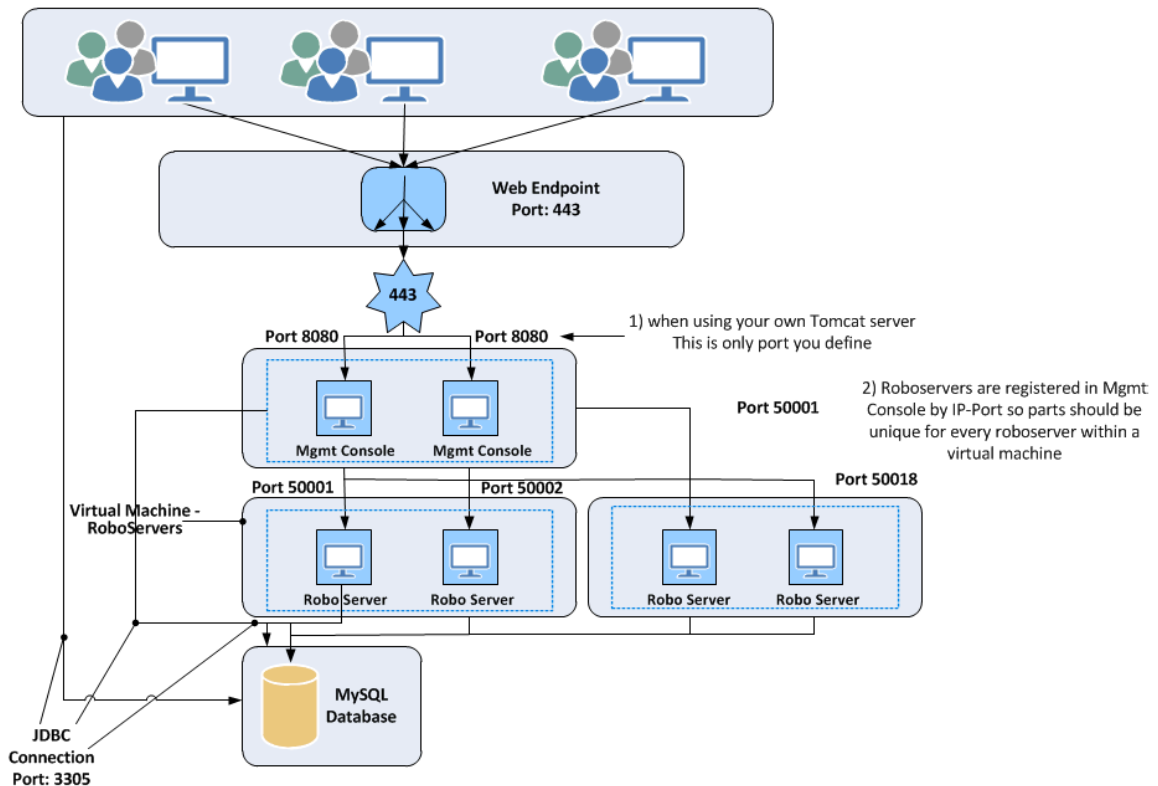 Web Endpoint
Port: 443
443
Port 8080
Port 8080
1) when using your own Tomcat server
This is only port you define
Mgmt Console
Mgmt Console
Port 50001
2) Roboservers are registered in Mgmt
Console by IP-Port so parts should be
unique for every roboserver within a
virtual machine
Port 50001
Port 50002
Port 50018
Virtual Machine -
RoboServers
Robo Server
Robo Server
Robo Server
Robo Server
MySQL
Database
JDBC
Connection
Port: 3305